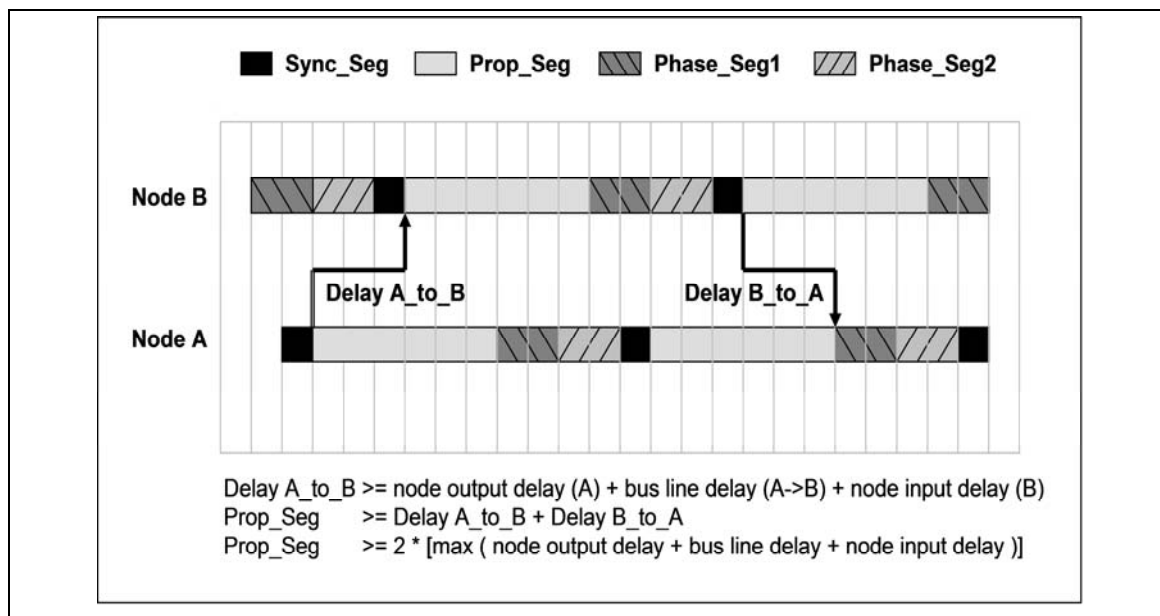 Sync_Seg Prop_Seg Phase_Seg1 Phase_Seg2
Node B
Delay A_to_B Delay B_to_A
Node A
Delay A_to_B >= node output delay (A) + bus line delay (A->B) + node input delay (B)
Prop_Seg >= Delay A_to_B + Delay B_to_A
Prop_Seg >= 2 * [max ( node output delay + bus line delay + node input delay )]